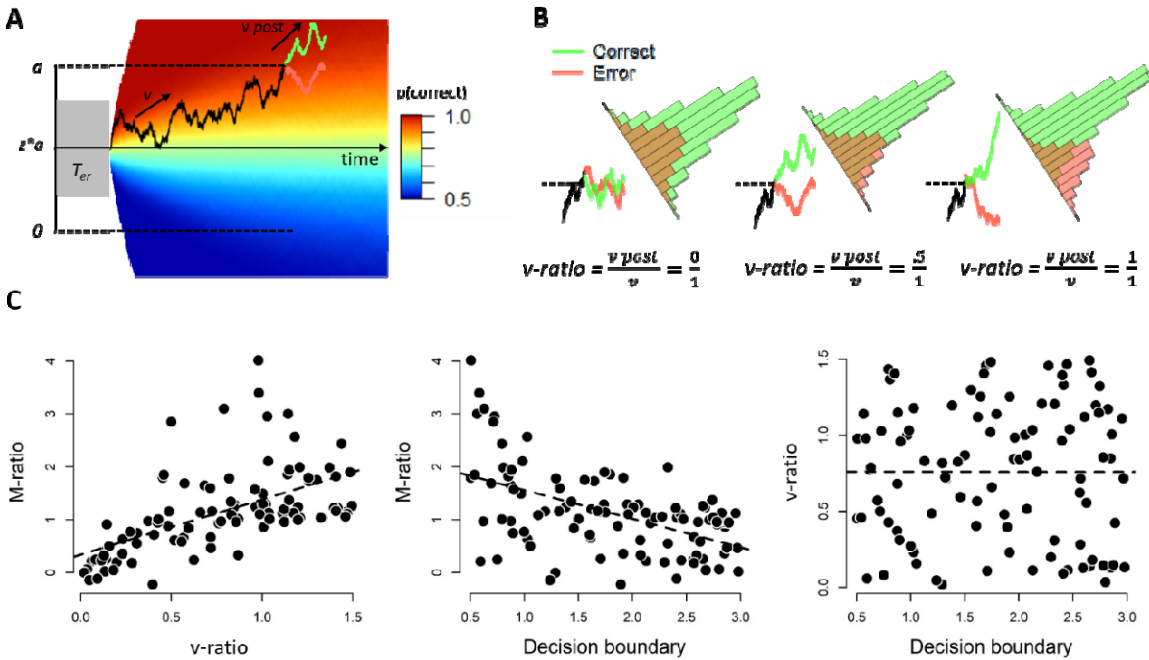 A
v post
a
v
p(correct)
1.0
0.5
z*a
time
T_er
0
B
Correct
Error
v-ratio = v post / v = 0/1
v-ratio = v post / v = .5/1
v-ratio = v post / v = 1/1
C
M-ratio
4
3
2
1
0
0.0 0.5 1.0 1.5
v-ratio
M-ratio
4
3
2
1
0
0.5 1.0 1.5 2.0 2.5 3.0
Decision boundary
v-ratio
1.5
1.0
0.5
0.0
0.5 1.0 1.5 2.0 2.5 3.0
Decision boundary